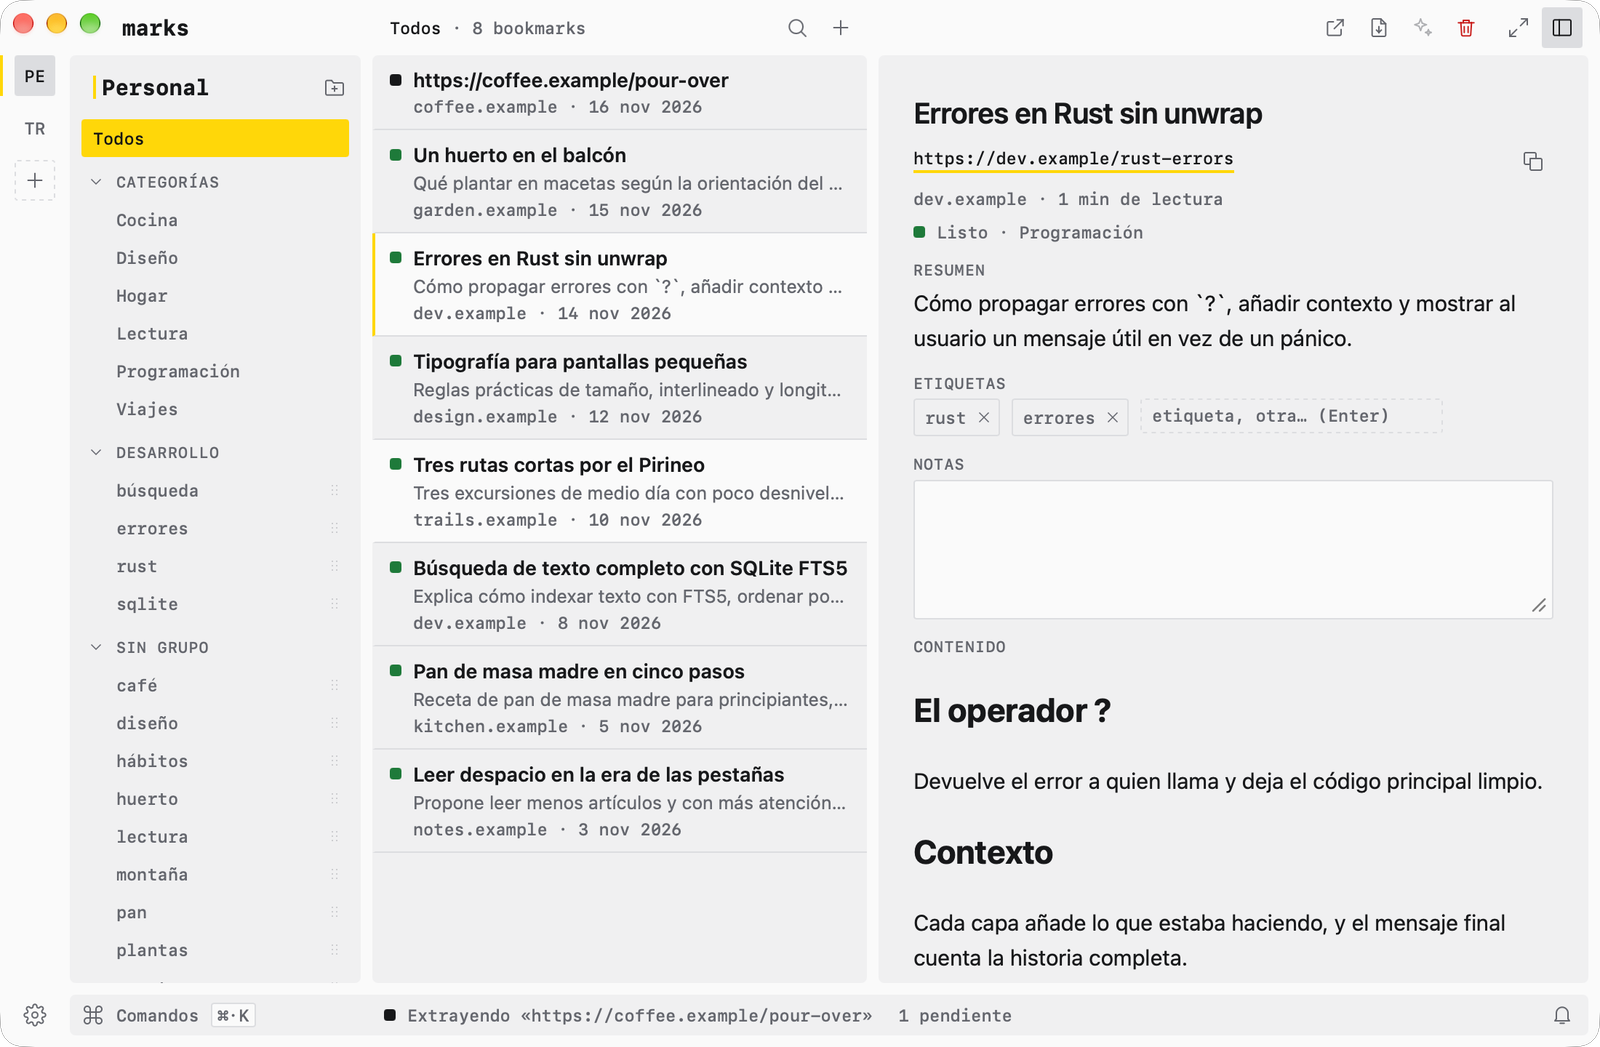 marks
Todos · 8 bookmarks
PE
TR
Personal
Todos
CATEGORÍAS
Cocina
Diseño
Hogar
Lectura
Programación
Viajes
DESARROLLO
búsqueda
errores
rust
sqlite
SIN GRUPO
café
diseño
hábitos
huerto
lectura
montaña
pan
plantas
https://coffee.example/pour-over
coffee.example · 16 nov 2026
Un huerto en el balcón
Qué plantar en macetas según la orientación del ...
garden.example · 15 nov 2026
Errores en Rust sin unwrap
Cómo propagar errores con `?`, añadir contexto ...
dev.example · 14 nov 2026
Tipografía para pantallas pequeñas
Reglas prácticas de tamaño, interlineado y longit...
design.example · 12 nov 2026
Tres rutas cortas por el Pirineo
Tres excursiones de medio día con poco desnivel...
trails.example · 10 nov 2026
Búsqueda de texto completo con SQLite FTS5
Explica cómo indexar texto con FTS5, ordenar po...
dev.example · 8 nov 2026
Pan de masa madre en cinco pasos
Receta de pan de masa madre para principiantes,...
kitchen.example · 5 nov 2026
Leer despacio en la era de las pestañas
Propone leer menos artículos y con más atención...
notes.example · 3 nov 2026
Errores en Rust sin unwrap
https://dev.example/rust-errors
dev.example · 1 min de lectura
Listo · Programación
RESUMEN
Cómo propagar errores con `?`, añadir contexto y mostrar al
usuario un mensaje útil en vez de un pánico.
ETIQUETAS
rust × errores × etiqueta, otra… (Enter)
NOTAS
CONTENIDO
El operador ?
Devuelve el error a quien llama y deja el código principal limpio.
Contexto
Cada capa añade lo que estaba haciendo, y el mensaje final
cuenta la historia completa.
Comandos ⌘·K
Extrayendo «https://coffee.example/pour-over» 1 pendiente